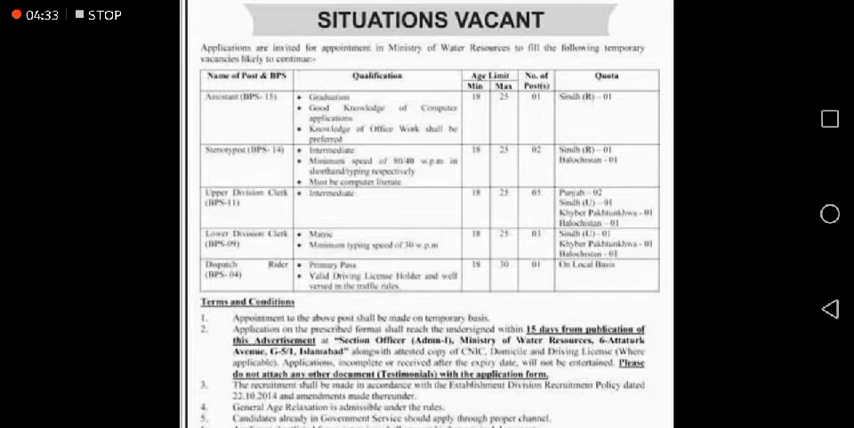 04:33 STOP
SITUATIONS VACANT
Applications are invited for appointment in Ministry of Water Resources to fill the following temporary
vacancies likely to continue:-
Name of Post & BPS Qualification Age Limit No. of Post(s) Quota
Min Max
Assistant (BPS- 15) • Graduation 18 25 01 Sindh (R) – 01
• Good Knowledge of Computer
applications
• Knowledge of Office Work shall be
preferred
Stenotypist (BPS- 14) • Intermediate 18 25 02 Sindh (R) – 01
• Minimum speed of 80/40 w.p.m in Balochistan - 01
shorthand/typing respectively
• Must be computer literate
Upper Division Clerk • Intermediate 18 25 05 Punjab – 02
(BPS-11) Sindh (U) – 01
Khyber Pakhtunkhwa - 01
Balochistan – 01
Lower Division Clerk • Matric 18 25 03 Sindh (U) – 01
(BPS-09) • Minimum typing speed of 30 w.p.m Khyber Pakhtunkhwa - 01
Balochistan – 01
Dispatch Rider • Primary Pass 18 30 01 On Local Basis
(BPS- 04) • Valid Driving License Holder and well
versed in the traffic rules.
Terms and Conditions
1. Appointment to the above post shall be made on temporary basis.
2. Application on the prescribed format shall reach the undersigned within 15 days from publication of
this Advertisement at "Section Officer (Admn-I), Ministry of Water Resources, 6-Attaturk
Avenue, G-5/1, Islamabad" alongwith attested copy of CNIC, Domicile and Driving License (Where
applicable). Applications, incomplete or received after the expiry date, will not be entertained. Please
do not attach any other document (Testimonials) with the application form.
3. The recruitment shall be made in accordance with the Establishment Division Recruitment Policy dated
22.10.2014 and amendments made thereunder.
4. General Age Relaxation is admissible under the rules.
5. Candidates already in Government Service should apply through proper channel.